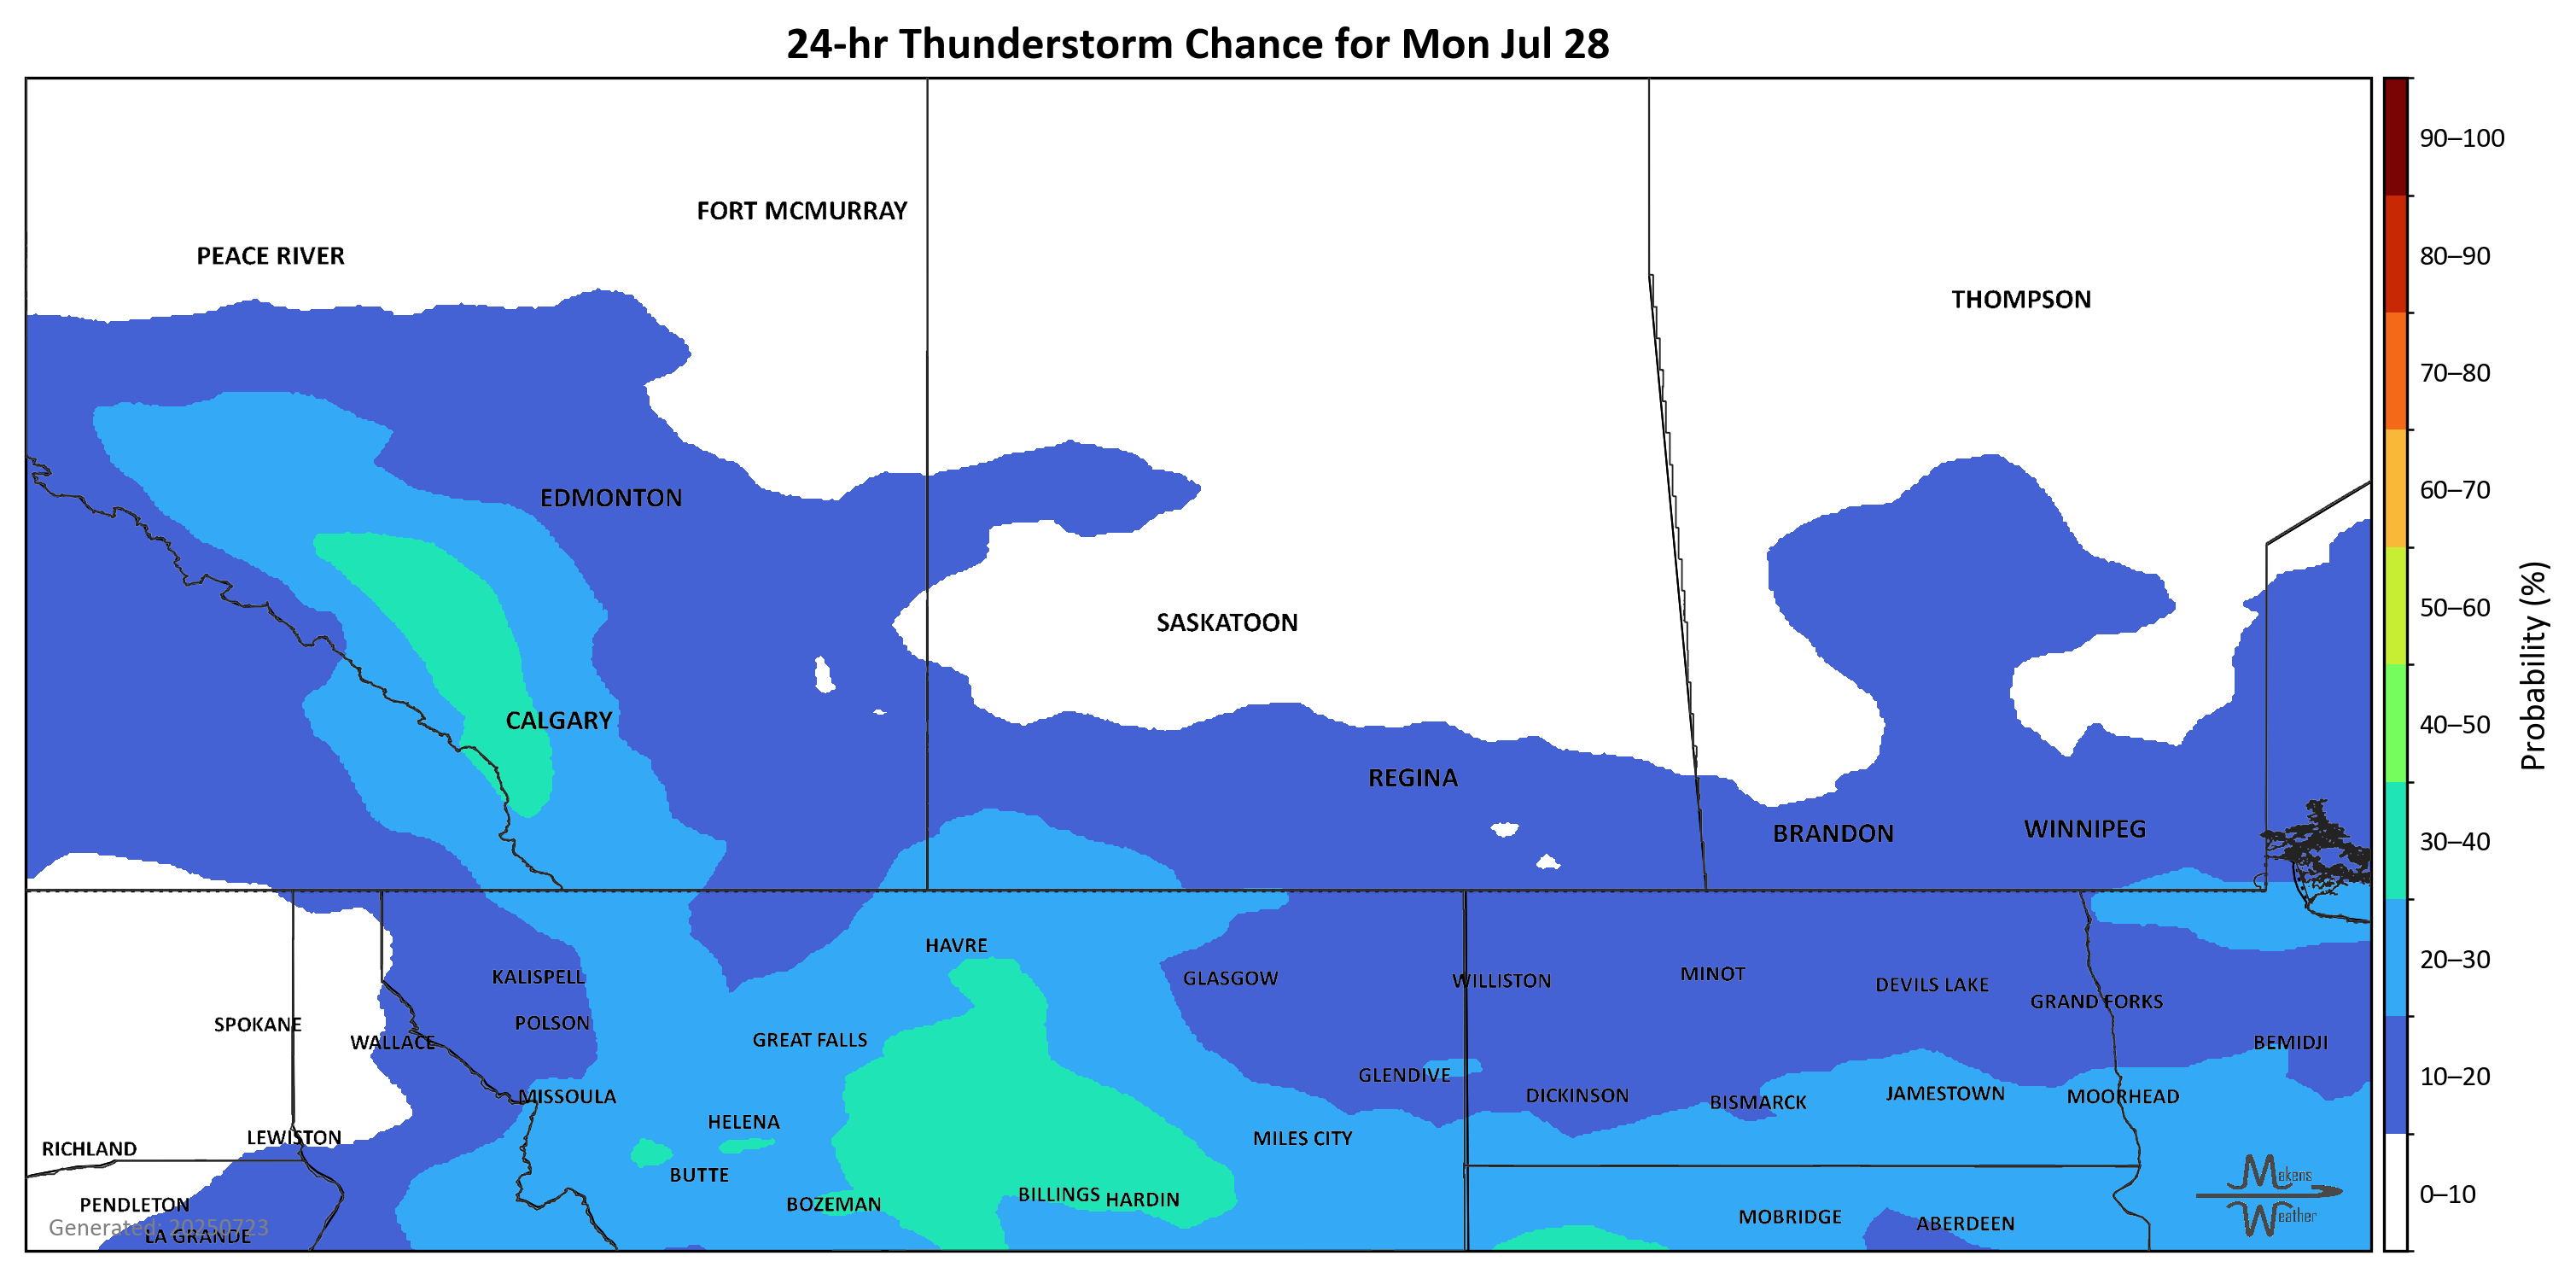 24-hr Thunderstorm Chance for Mon Jul 28
90–100
FORT MCMURRAY
PEACE RIVER
80–90
THOMPSON
70–80
60–70
EDMONTON
50–60
SASKATOON
Probability (%)
CALGARY
40–50
REGINA
WINNIPEG
BRANDON
30–40
HAVRE
20–30
MINOT
KALISPELL
GLASGOW
WILLISTON
DEVILS LAKE
GRAND FORKS
SPOKANE
POLSON
GREAT FALLS
WALLACE
BEMIDJI
GLENDIVE
10–20
JAMESTOWN
DICKINSON
MISSOULA
MOORHEAD
BISMARCK
HELENA
LEWISTON
MILES CITY
RICHLAND
BUTTE
Makens
Weather
BILLINGS
0–10
HARDIN
PENDLETON
BOZEMAN
MOBRIDGE
ABERDEEN
Generated: 20250723
LA GRANDE